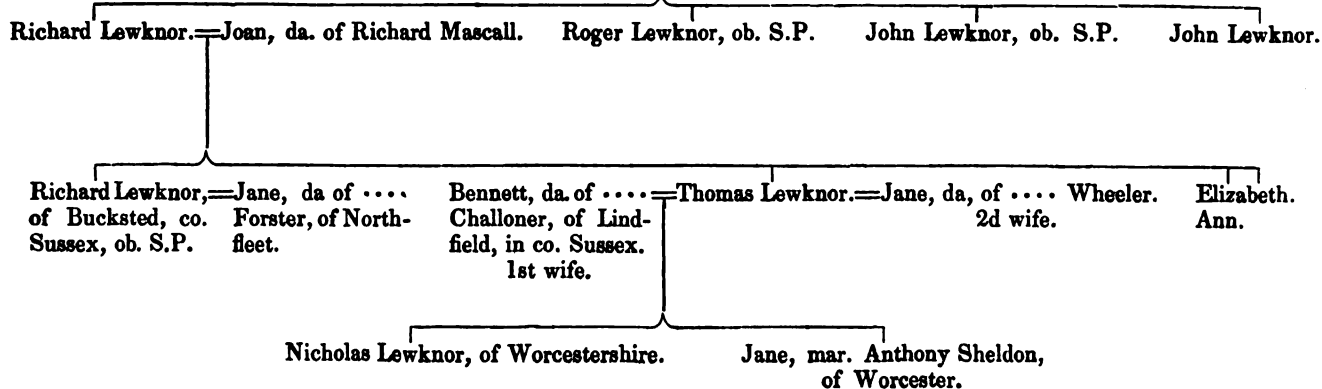 Richard Lewknor.=Joan, da. of Richard Mascall. Roger Lewknor, ob. S.P. John Lewknor, ob. S.P. John Lewknor.
Richard Lewknor,=Jane, da of ····
of Bucksted, co. Forster, of North-
Sussex, ob. S.P. fleet.
Bennett, da. of ····=Thomas Lewknor.=Jane, da, of ···· Wheeler.
Challoner, of Lind-
field, in co. Sussex.
1st wife.
2d wife.
Elizabeth.
Ann.
Nicholas Lewknor, of Worcestershire.
Jane, mar. Anthony Sheldon,
of Worcester.